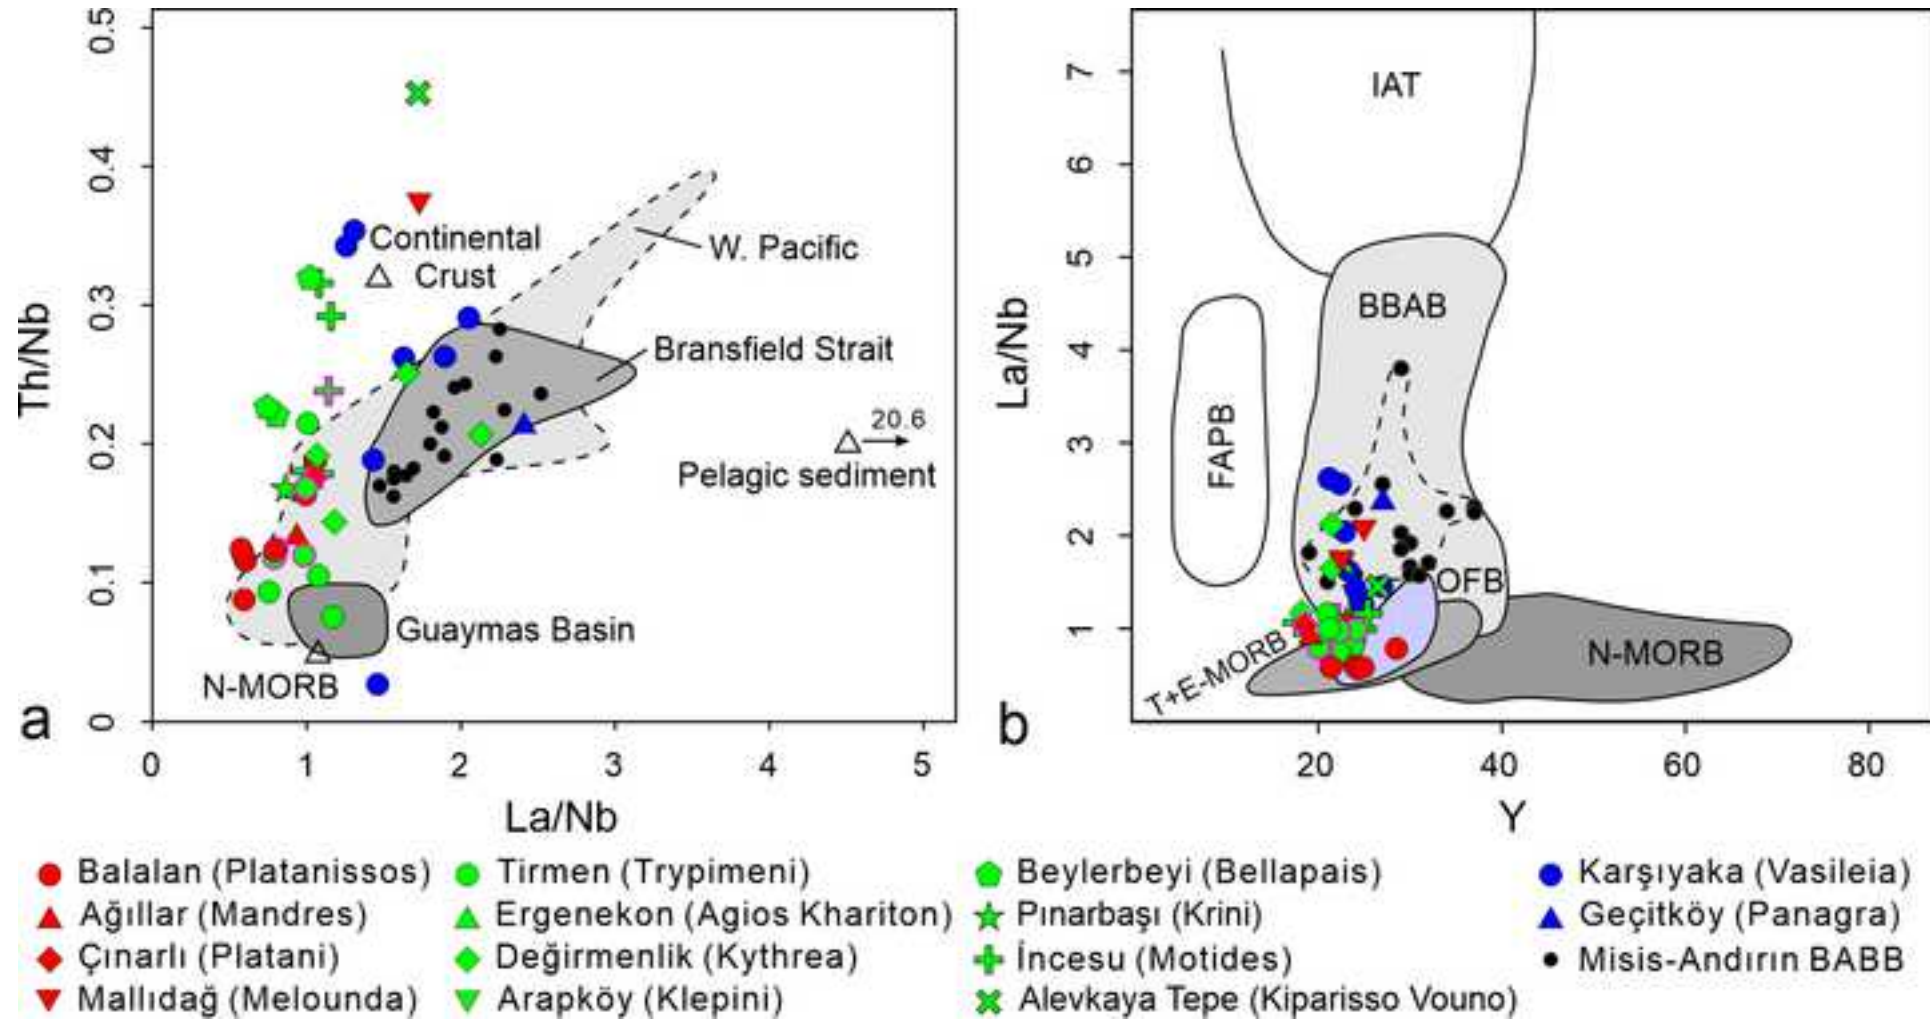 0.5
0.4
0.3
0.2
0.1
0
Th/Nb
Continental
Crust
W. Pacific
Bransfield Strait
20.6
Pelagic sediment
Guaymas Basin
N-MORB
a
0 1 2 3 4 5
La/Nb
7
6
5
4
3
2
1
La/Nb
IAT
BBAB
FAPB
OFB
T+E-MORB
N-MORB
b
20 40 60 80
Y
Balalan (Platanissos)
Ağıllar (Mandres)
Çınarlı (Platani)
Mallıdağ (Melounda)
Tirmen (Trypimeni)
Ergenekon (Agios Khariton)
Değirmenlik (Kythrea)
Arapköy (Klepini)
Beylerbeyi (Bellapais)
Pınarbaşı (Krini)
İncesu (Motides)
Alevkaya Tepe (Kiparisso Vouno)
Karşıyaka (Vasileia)
Geçitköy (Panagra)
Misis-Andırın BABB